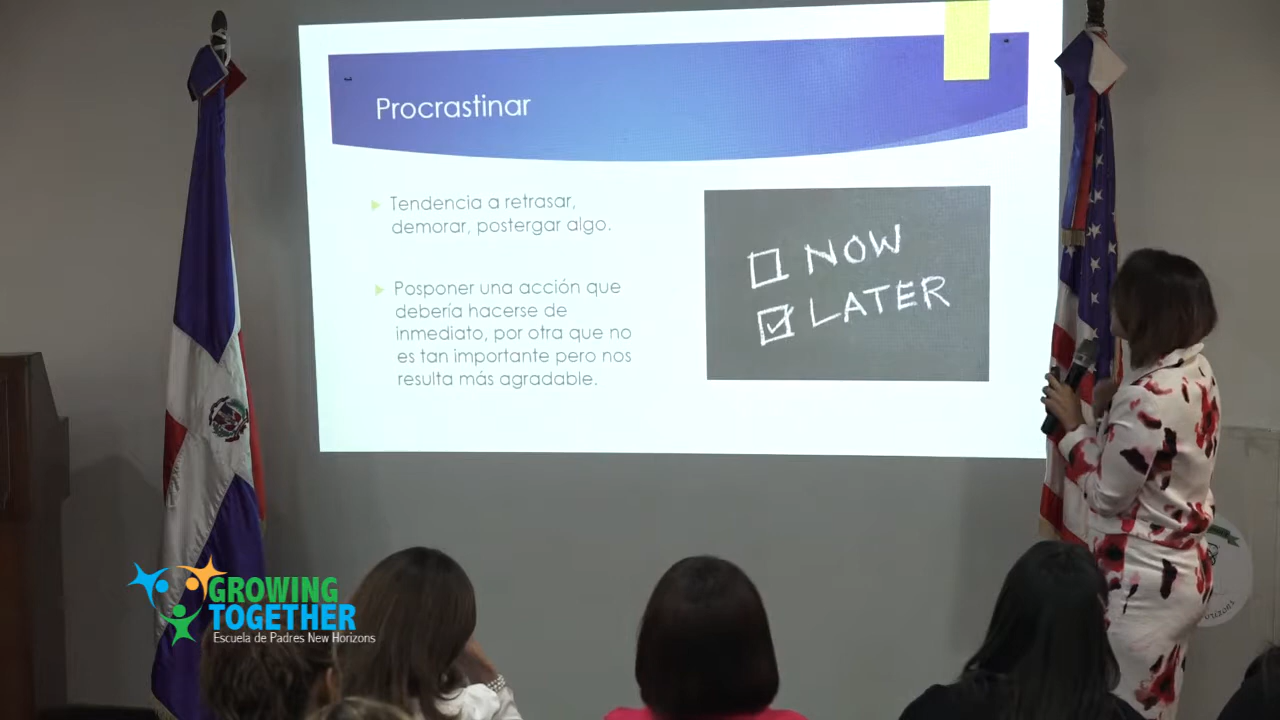 Procrastinar
Tendencia a retrasar,
demorar, postergar algo.
Posponer una acción que
debería hacerse de
inmediato, por otra que no
es tan importante pero nos
resulta más agradable.
NOW
LATER
GROWING
TOGETHER
Escuela de Padres New Horizons